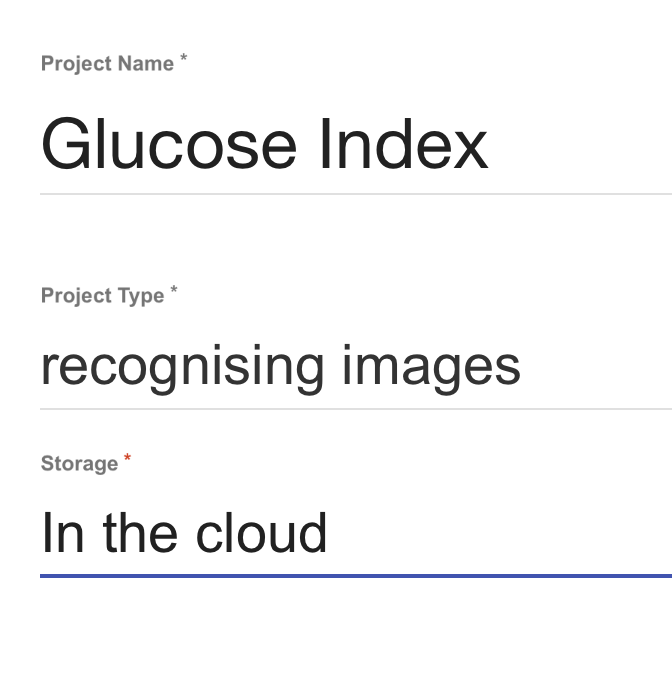 Project Name *
Glucose Index
Project Type *
recognising images
Storage *
In the cloud